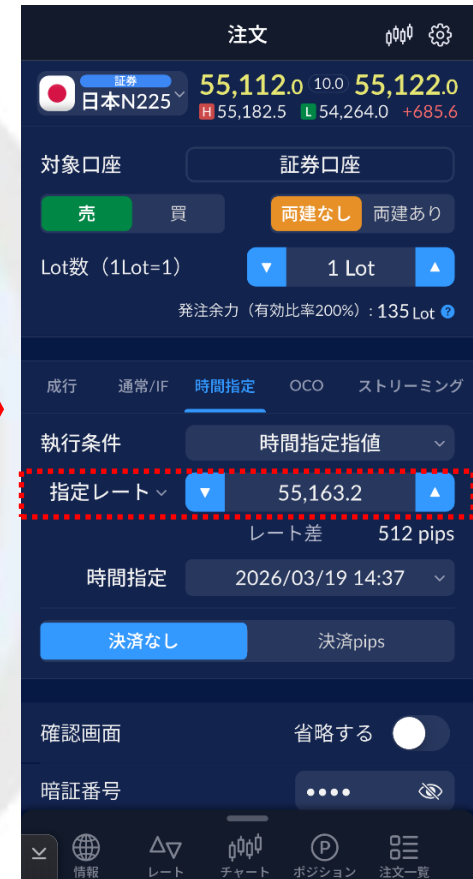 注文
証券
日本N225
55,112.0 10.0 55,122.0
H 55,182.5 L 54,264.0 +685.6
対象口座 証券口座
売 買 両建なし 両建あり
Lot数（1Lot=1） ▼ 1 Lot ▲
発注余力（有効比率200%）: 135 Lot ?
成行 通常/IF 時間指定 OCO ストリーミング
執行条件 時間指定指値
指定レート ▼ 55,163.2 ▲
レート差 512 pips
時間指定 2026/03/19 14:37
決済なし 決済pips
確認画面 省略する
暗証番号 ••••
情報 レート チャート P ポジション 注文一覧